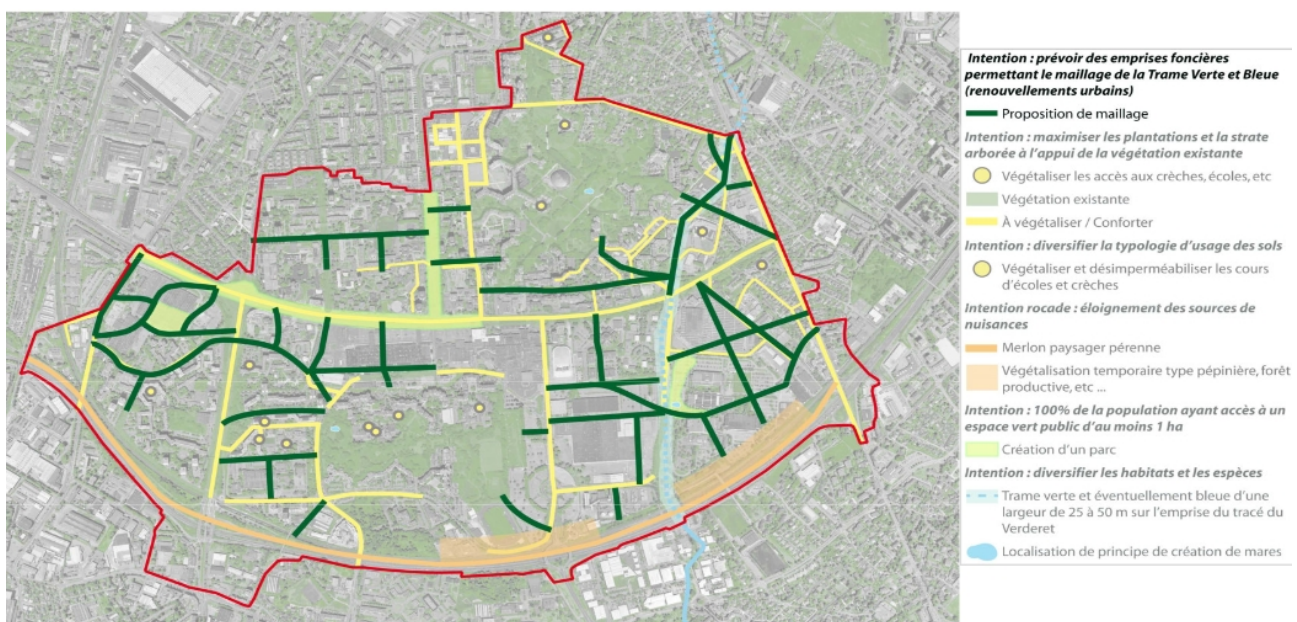 Intention : prévoir des emprises foncières
permettant le maillage de la Trame Verte et Bleue
(renouvellements urbains)
Proposition de maillage
Intention : maximiser les plantations et la strate
arborée à l'appui de la végétation existante
Végétaliser les accès aux crèches, écoles, etc
Végétation existante
À végétaliser / Conforter
Intention : diversifier la typologie d'usage des sols
Végétaliser et désimperméabiliser les cours
d'écoles et crèches
Intention rocade : éloignement des sources de
nuisances
Merlon paysager pérenne
Végétalisation temporaire type pépinière, forêt
productive, etc ...
Intention : 100% de la population ayant accès à un
espace vert public d'au moins 1 ha
Création d'un parc
Intention : diversifier les habitats et les espèces
Trame verte et éventuellement bleue d'une
largeur de 25 à 50 m sur l'emprise du tracé du
Verderet
Localisation de principe de création de mares